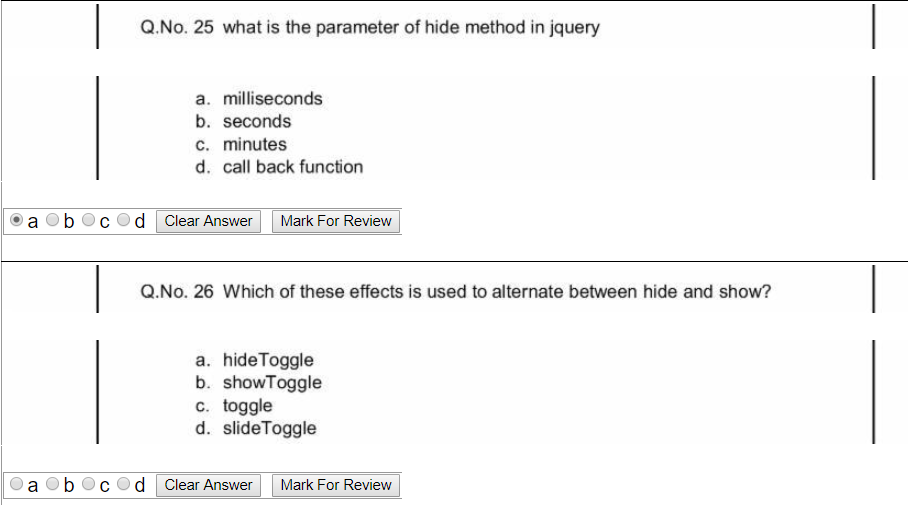 Q.No. 25 what is the parameter of hide method in jquery
a. milliseconds
b. seconds
c. minutes
d. call back function
a b c d Clear Answer Mark For Review
Q.No. 26 Which of these effects is used to alternate between hide and show?
a. hideToggle
b. showToggle
c. toggle
d. slideToggle
a b c d Clear Answer Mark For Review